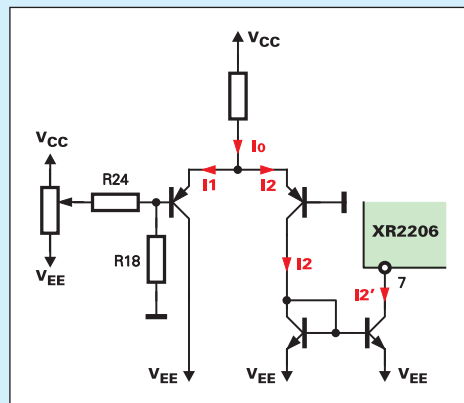 VCC
I0
VCC
R24
I1
I2
XR2206
R18
I2
7
VEE
I2'
VEE
VEE
VEE